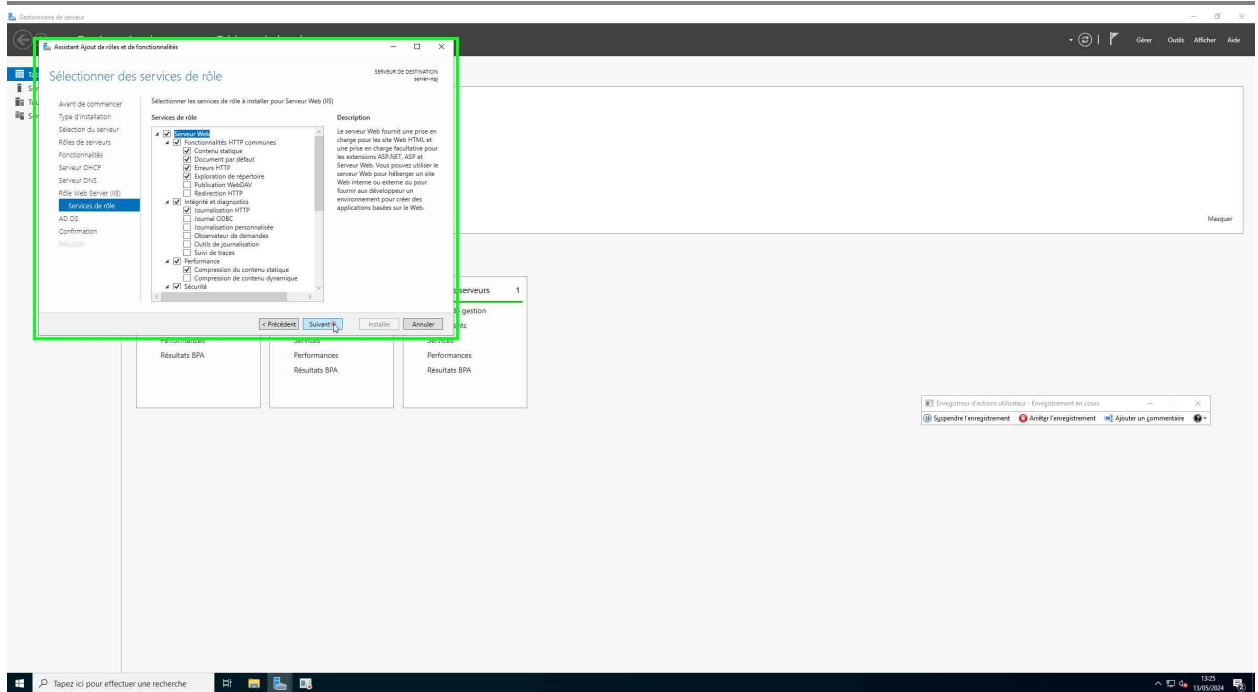 Gestionnaire de serveur
Gérer Outils Afficher Aide
Assistant Ajout de rôles et de fonctionnalités
Sélectionner des services de rôle
SERVEUR DE DESTINATION
Avant de commencer
Type d'installation
Sélection du serveur
Rôles de serveurs
Fonctionnalités
Serveur DHCP
Serveur DNS
Rôle Web Server (IIS)
Services de rôle
AD DS
Confirmation
Résultats
Sélectionner les services de rôle à installer pour Serveur Web (IIS)
Services de rôle
Serveur Web
Fonctionnalités HTTP communes
Contenu statique
Document par défaut
Erreurs HTTP
Exploration de répertoire
Publication WebDAV
Redirection HTTP
Intégrité et diagnostics
Journalisation HTTP
Journal ODBC
Journalisation personnalisée
Observateur de demandes
Outils de journalisation
Suivi de traces
Performance
Compression du contenu statique
Compression de contenu dynamique
Sécurité
Description
Le serveur Web fournit une prise en
charge pour les site Web HTML et
une prise en charge facultative pour
les extensions ASP.NET, ASP et
Serveur Web. Vous pouvez utiliser le
serveur Web pour héberger un site
Web interne ou externe ou pour
fournir aux développeur un
environnement pour créer des
applications basées sur le Web.
< Précédent Suivant Installer Annuler
Masquer
serveurs 1
gestion
Performances Services Services
Résultats BPA Performances Performances
Résultats BPA Résultats BPA
Enregistreur d'actions utilisateur - Enregistrement en cours
Suspendre l'enregistrement Arrêter l'enregistrement Ajouter un commentaire
Tapez ici pour effectuer une recherche
13:25
13/05/2024